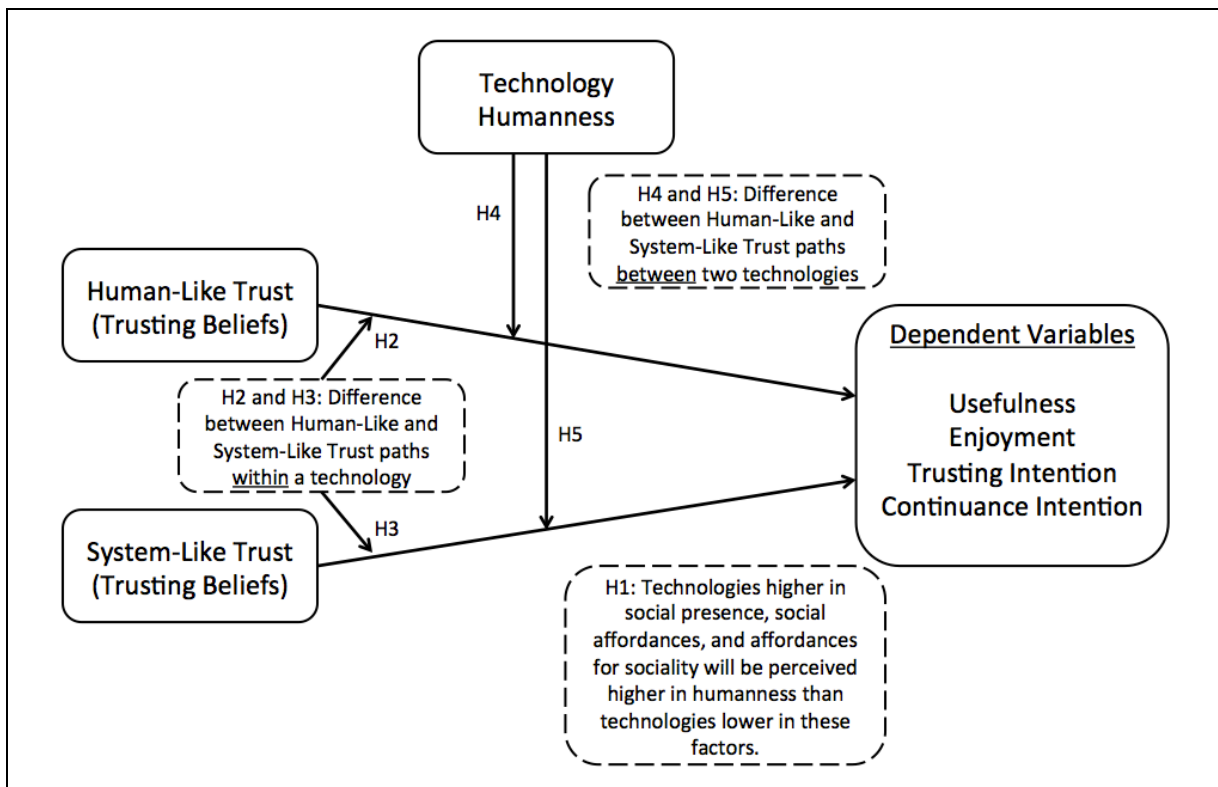 Technology
Humanness
H4
H4 and H5: Difference
between Human-Like and
System-Like Trust paths
between two technologies
Human-Like Trust
(Trusting Beliefs)
H2
Dependent Variables
Usefulness
Enjoyment
Trusting Intention
Continuance Intention
H2 and H3: Difference
between Human-Like and
System-Like Trust paths
within a technology
H5
H3
System-Like Trust
(Trusting Beliefs)
H1: Technologies higher in
social presence, social
affordances, and affordances
for sociality will be perceived
higher in humanness than
technologies lower in these
factors.